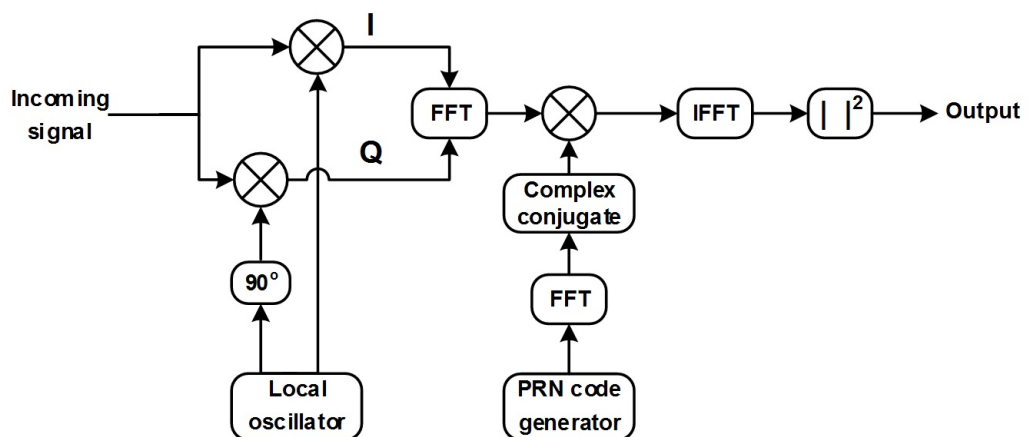 I
Incoming
signal
FFT
IFFT
| |²
Output
Q
Complex
conjugate
90°
FFT
Local
oscillator
PRN code
generator